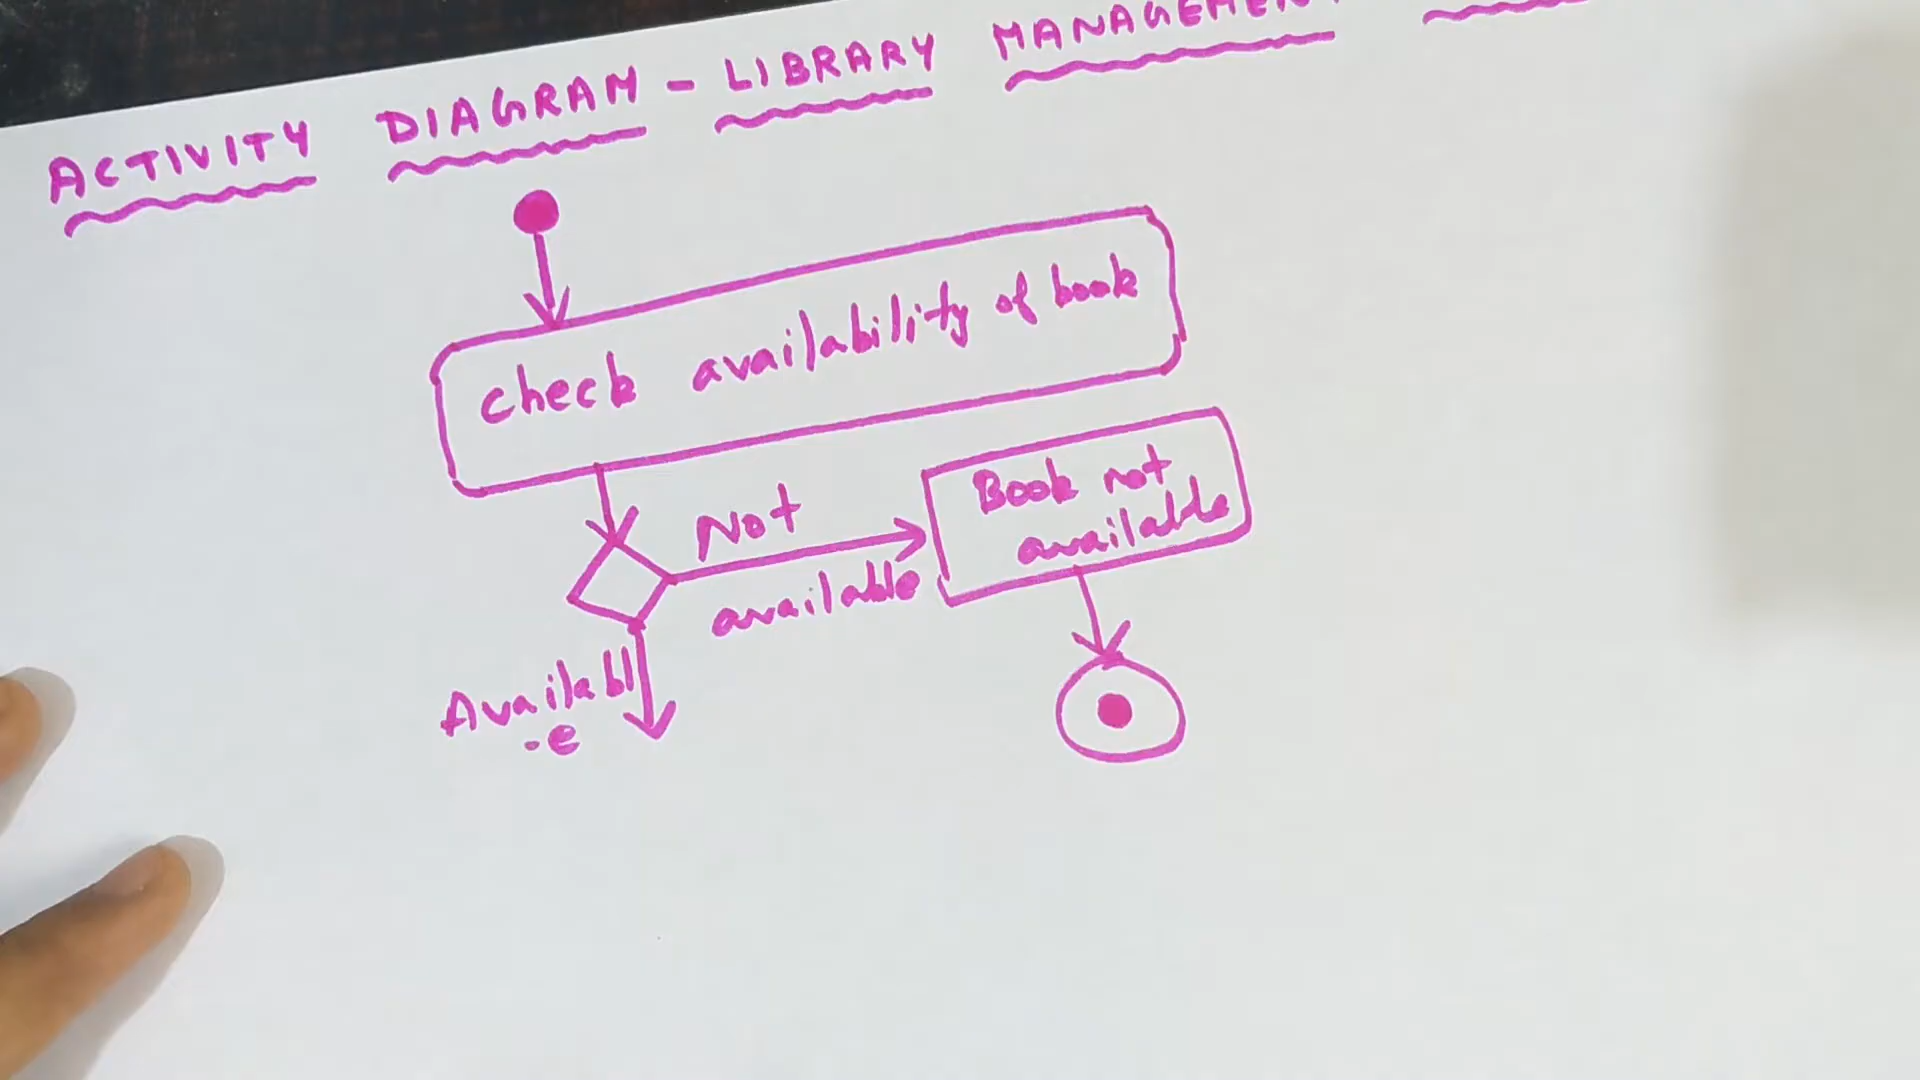 ACTIVITY DIAGRAM - LIBRARY
check availability of book
Not
available
Book not
available
Availabl
-e